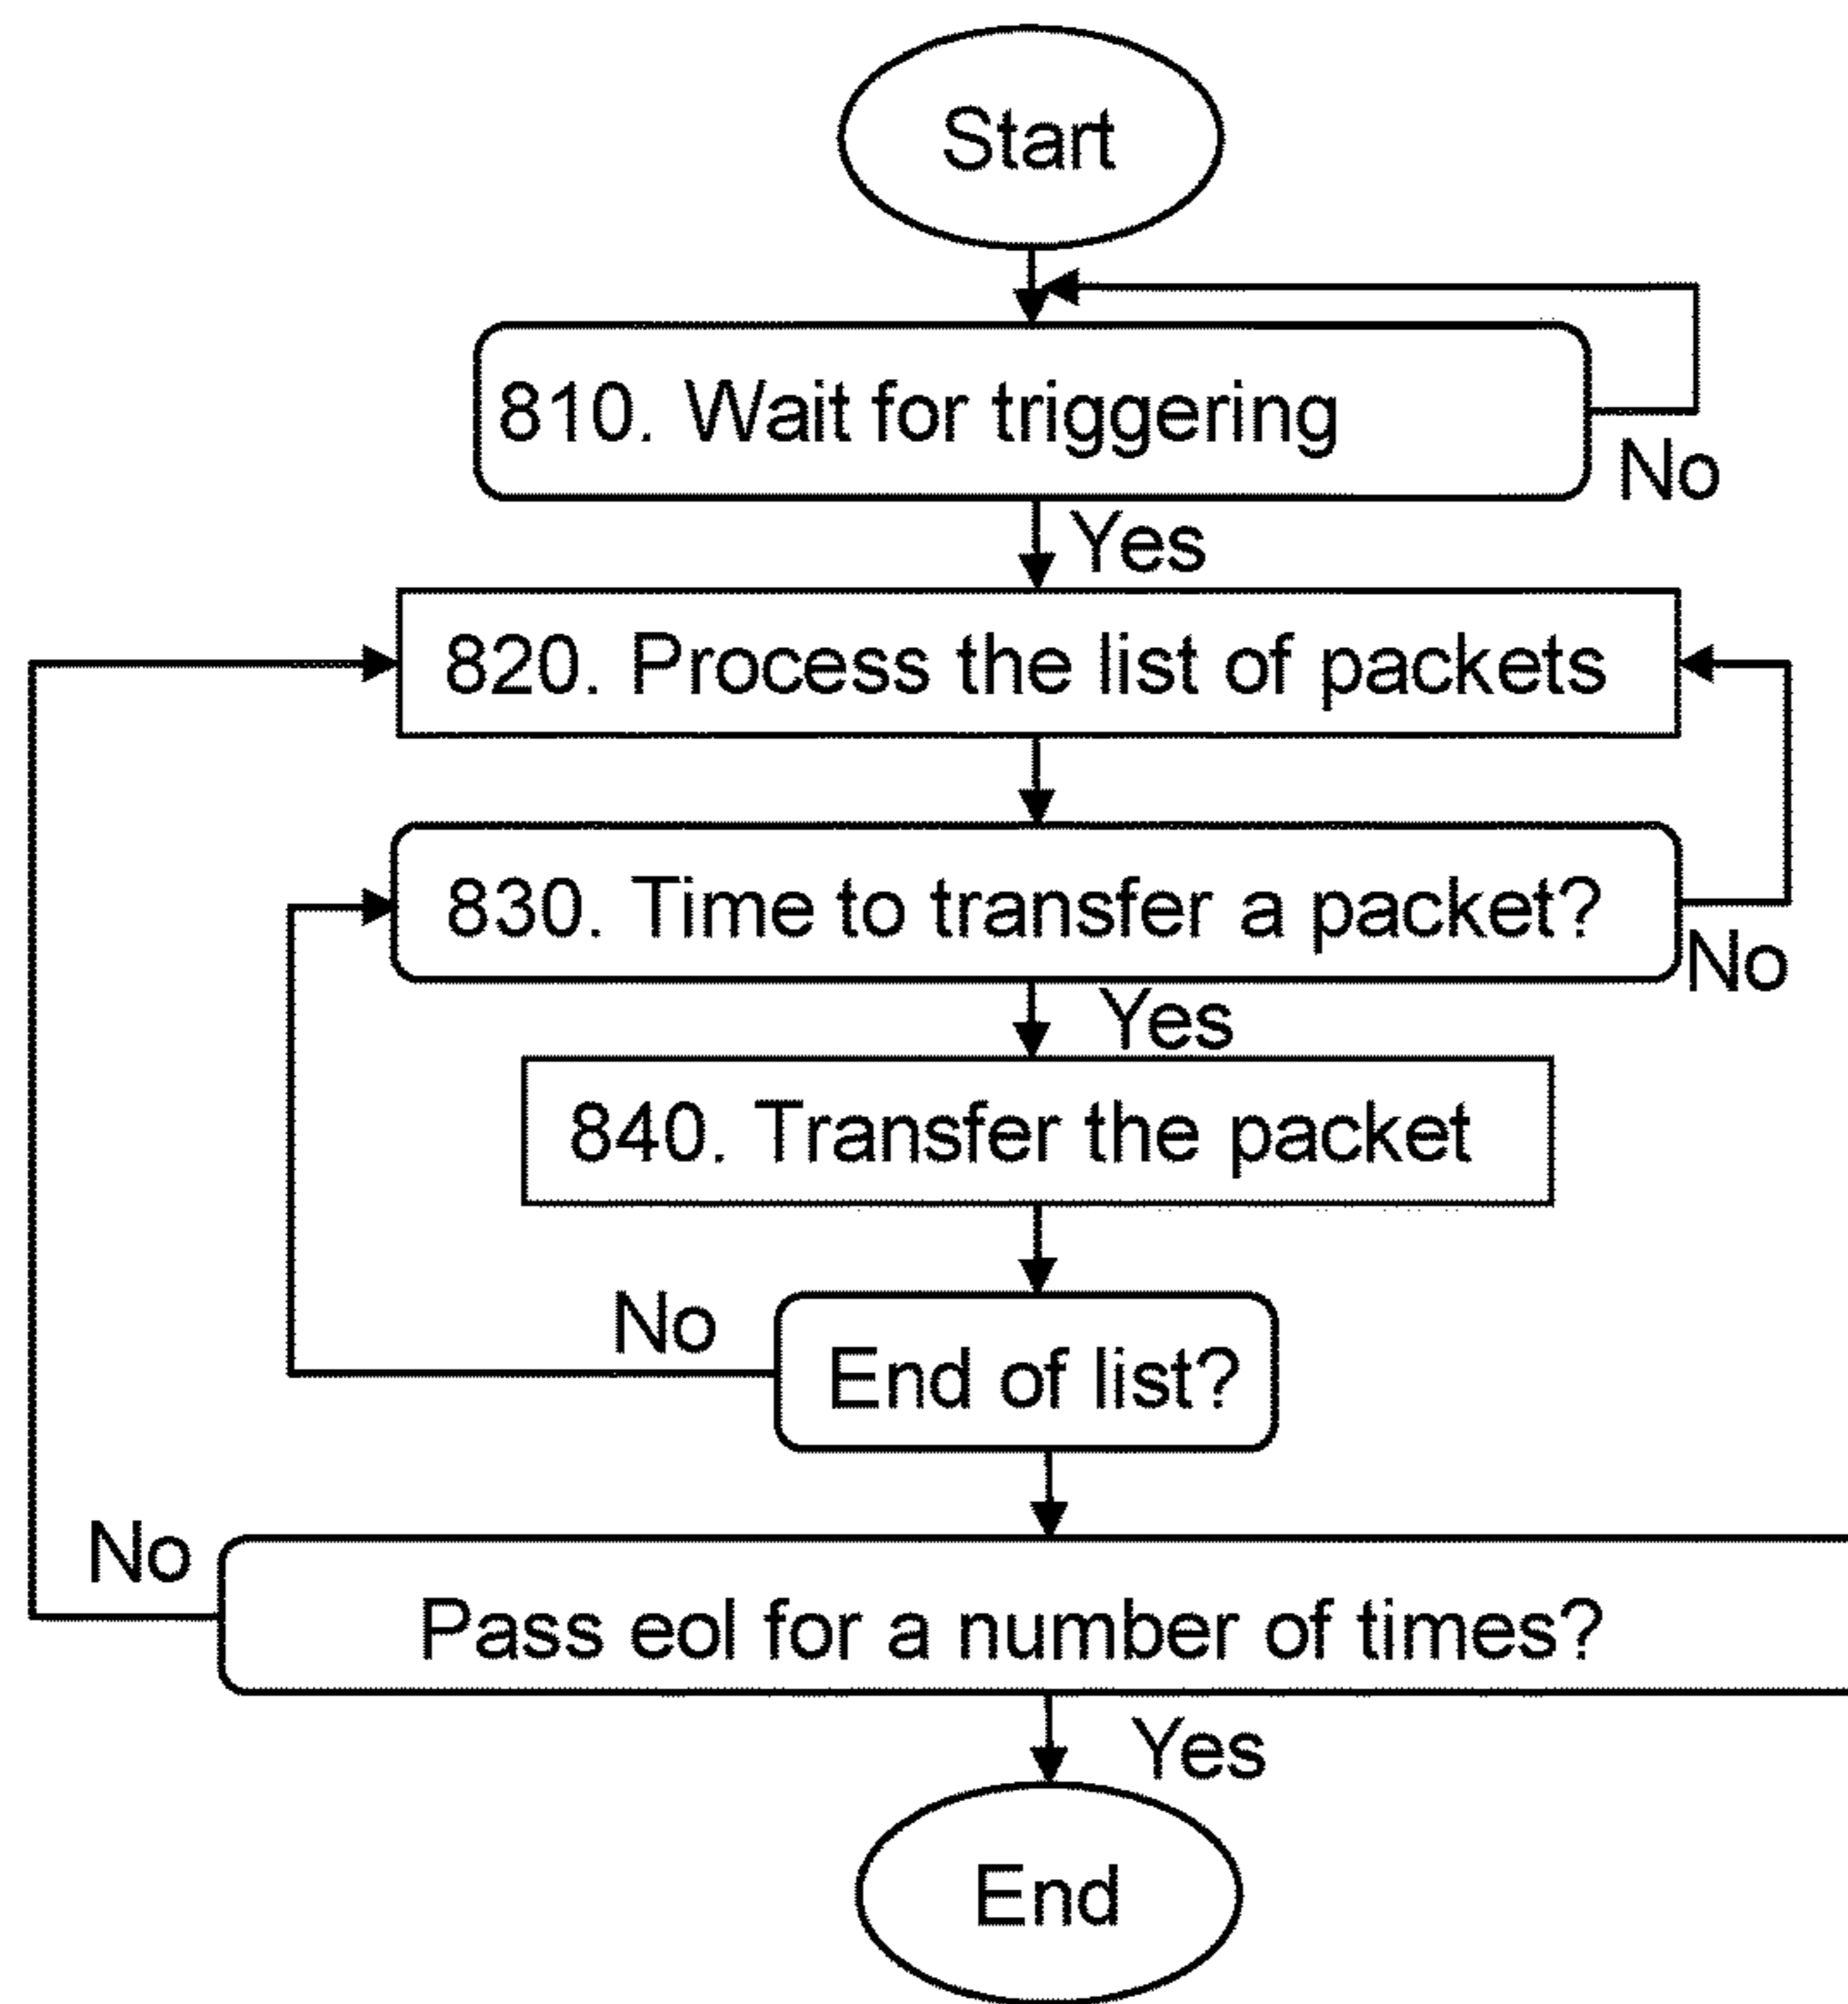 Start
810. Wait for triggering
No
Yes
820. Process the list of packets
830. Time to transfer a packet?
No
Yes
840. Transfer the packet
No
End of list?
No
Pass eol for a number of times?
Yes
End